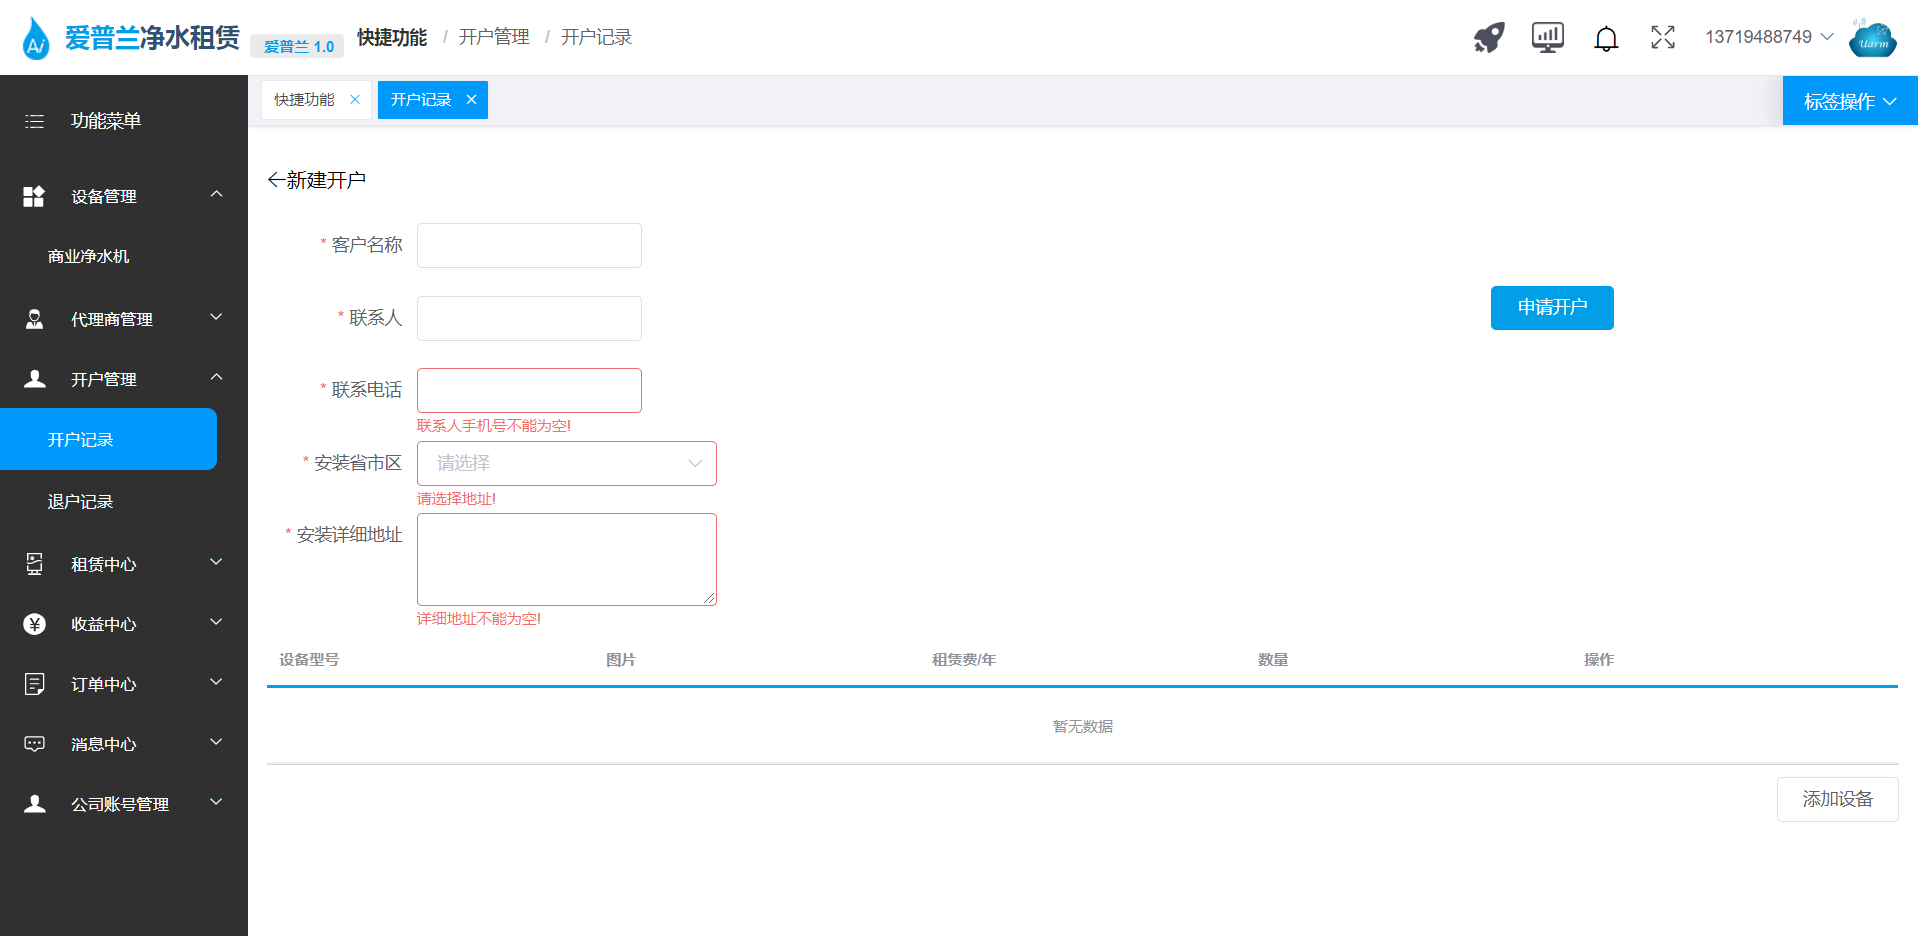 Ai 爱普兰净水租赁 爱普兰 1.0 快捷功能 / 开户管理 / 开户记录 13719488749 Uarm
功能菜单
设备管理
商业净水机
代理商管理
开户管理
开户记录
退户记录
租赁中心
收益中心
订单中心
消息中心
公司账号管理
快捷功能 × 开户记录 × 标签操作
←新建开户
* 客户名称
* 联系人
申请开户
* 联系电话
联系人手机号不能为空!
* 安装省市区 请选择
请选择地址!
* 安装详细地址
详细地址不能为空!
设备型号 图片 租赁费/年 数量 操作
暂无数据
添加设备